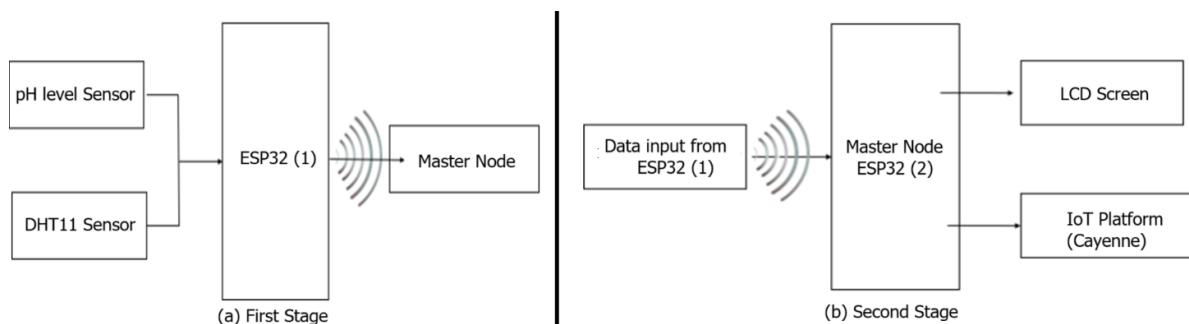 pH level Sensor
DHT11 Sensor
ESP32 (1)
Master Node
(a) First Stage
Data input from
ESP32 (1)
Master Node
ESP32 (2)
LCD Screen
IoT Platform
(Cayenne)
(b) Second Stage